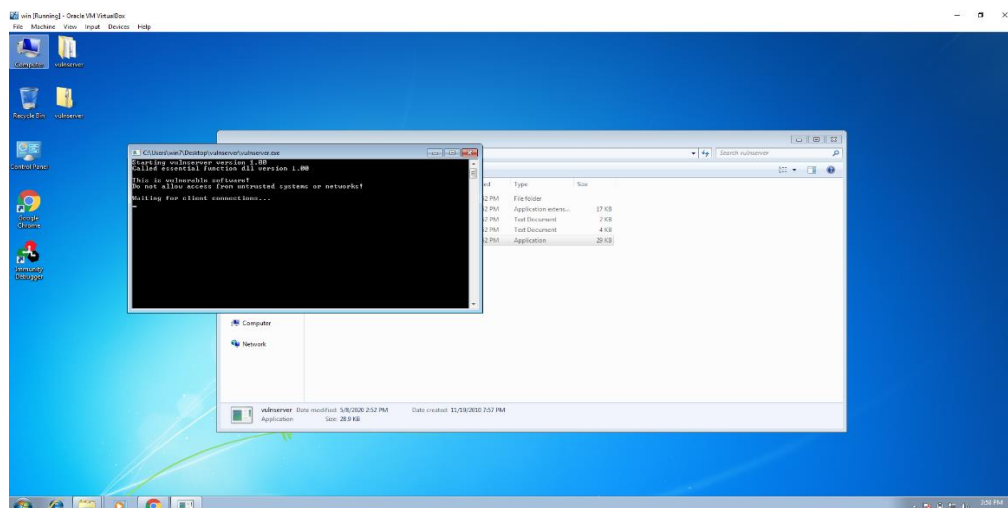 win [Running] - Oracle VM VirtualBox
File Machine View Input Devices Help
Computer
vulnserver
Recycle Bin
vulnserver
Control Panel
Google Chrome
Immunity Debugger
C:\Users\win7\Desktop\vulnserver\vulnserver.exe
Starting vulnserver version 1.00
Called essential function dll version 1.00
This is vulnerable software!
Do not allow access from untrusted systems or networks!
Waiting for client connections...
Search vulnserver
Type Size
PM File folder
PM Application extens... 17 KB
PM Text Document 2 KB
PM Text Document 4 KB
PM Application 29 KB
Computer
Network
vulnserver Date modified: 5/8/2020 2:52 PM Date created: 11/19/2010 7:57 PM
Application Size: 28.9 KB